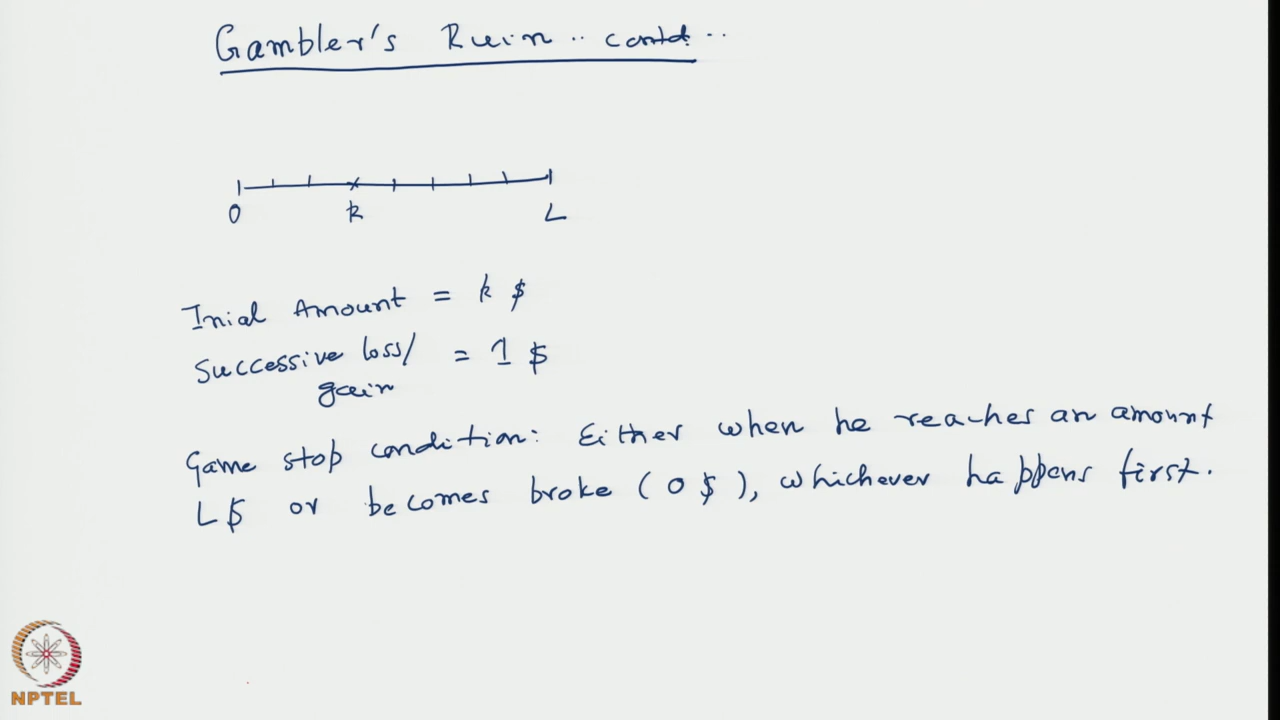 Gambler's Ruin .. contd ..
0 k L
Inial Amount = k $
Successive loss/ = 1 $
gain
Game stop condition: Either when he reaches an amount
L$ or becomes broke (0 $), whichever happens first.
NPTEL